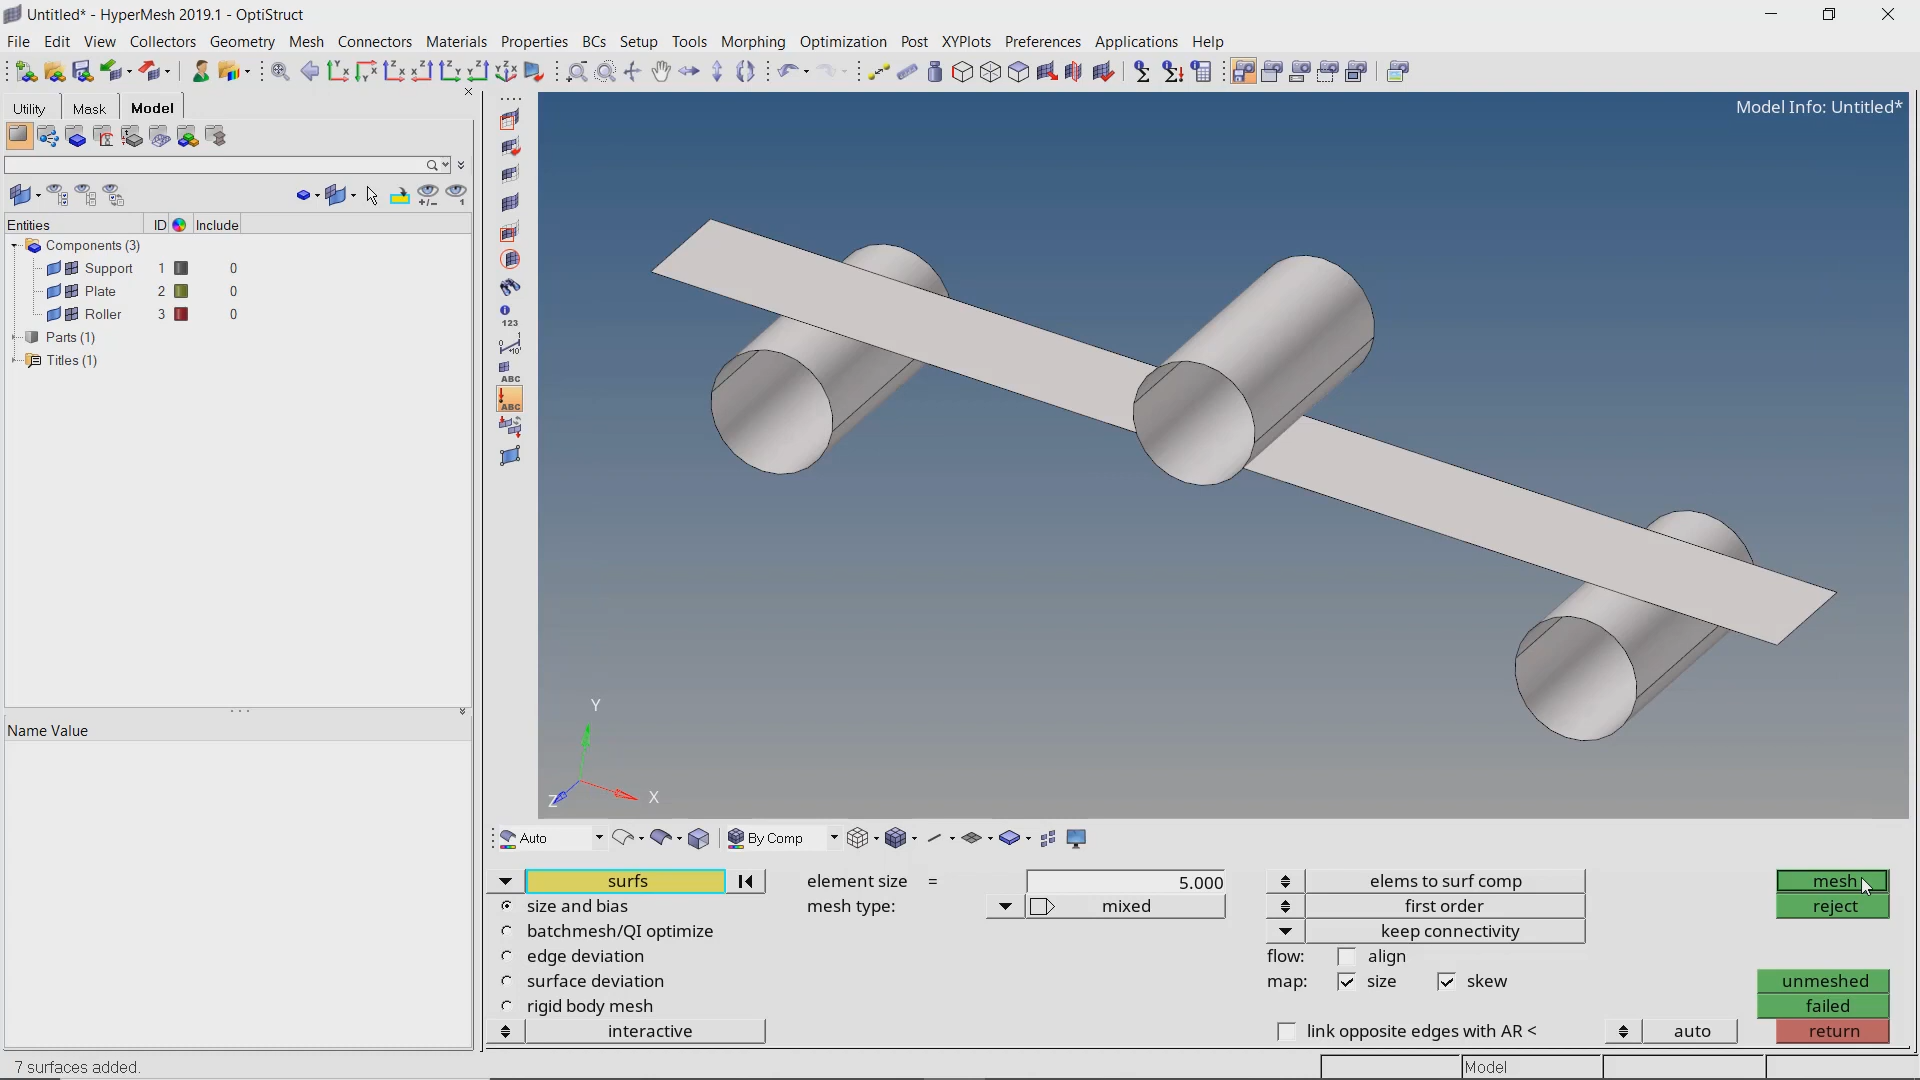 Untitled* - HyperMesh 2019.1 - OptiStruct
File Edit View Collectors Geometry Mesh Connectors Materials Properties BCs Setup Tools Morphing Optimization Post XYPlots Preferences Applications Help
Utility Mask Model
Model Info: Untitled*
Entities ID Include
Components (3)
Support 1 0
Plate 2 0
Roller 3 0
Parts (1)
Titles (1)
123
ABC
ABC
Name Value
Y
Z
X
Auto By Comp
surfs element size = 5.000 elems to surf comp mesh
size and bias mesh type: mixed first order reject
batchmesh/QI optimize keep connectivity
edge deviation flow: align
surface deviation map: size skew unmeshed
rigid body mesh failed
interactive link opposite edges with AR < auto return
7 surfaces added. Model